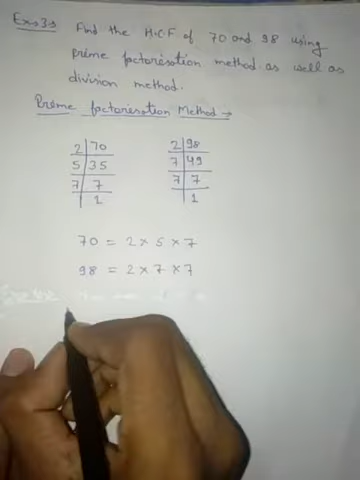 Ex:-3:-> Find the H.C.F of 70 and 98 using
prime factorisation method as well as
division method.
Prime factorisation Method :->
2 | 70
5 | 35
7 | 7
1
2 | 98
7 | 49
7 | 7
1
70 = 2 × 5 × 7
98 = 2 × 7 × 7